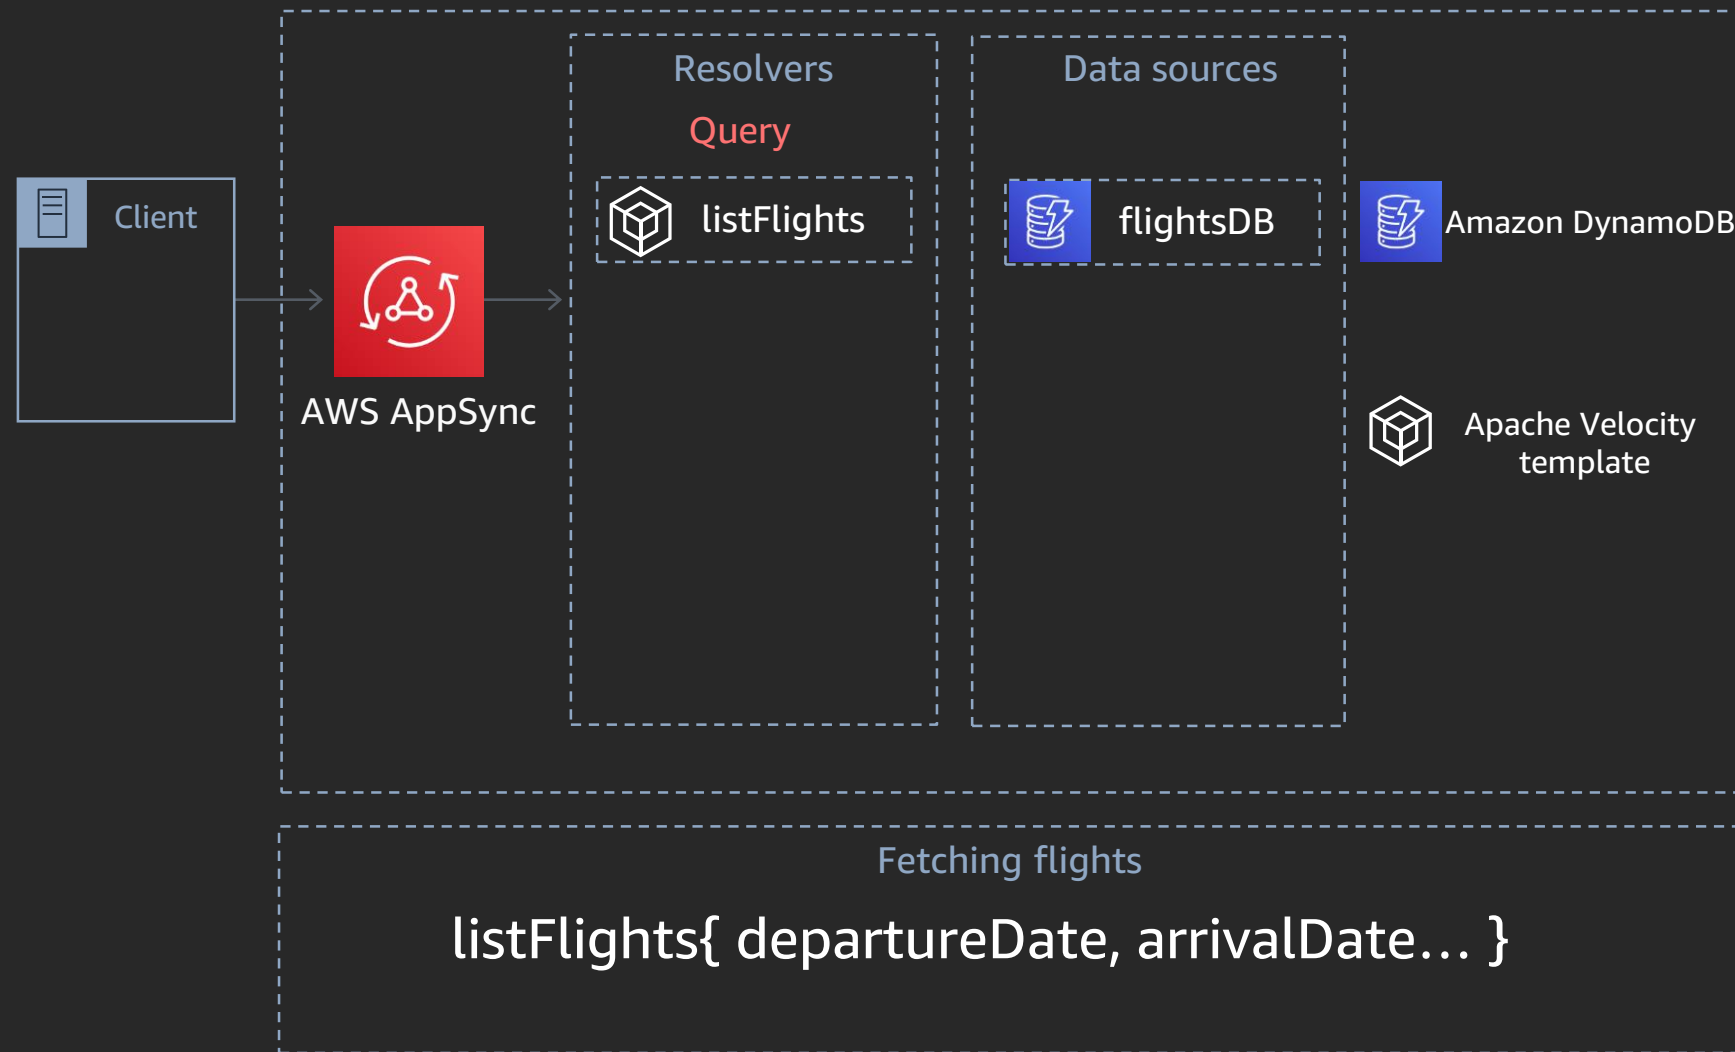 Resolvers
Data sources
Query
Client
listFlights
flightsDB
Amazon DynamoDB
AWS AppSync
Apache Velocity
template
Fetching flights
listFlights{ departureDate, arrivalDate… }